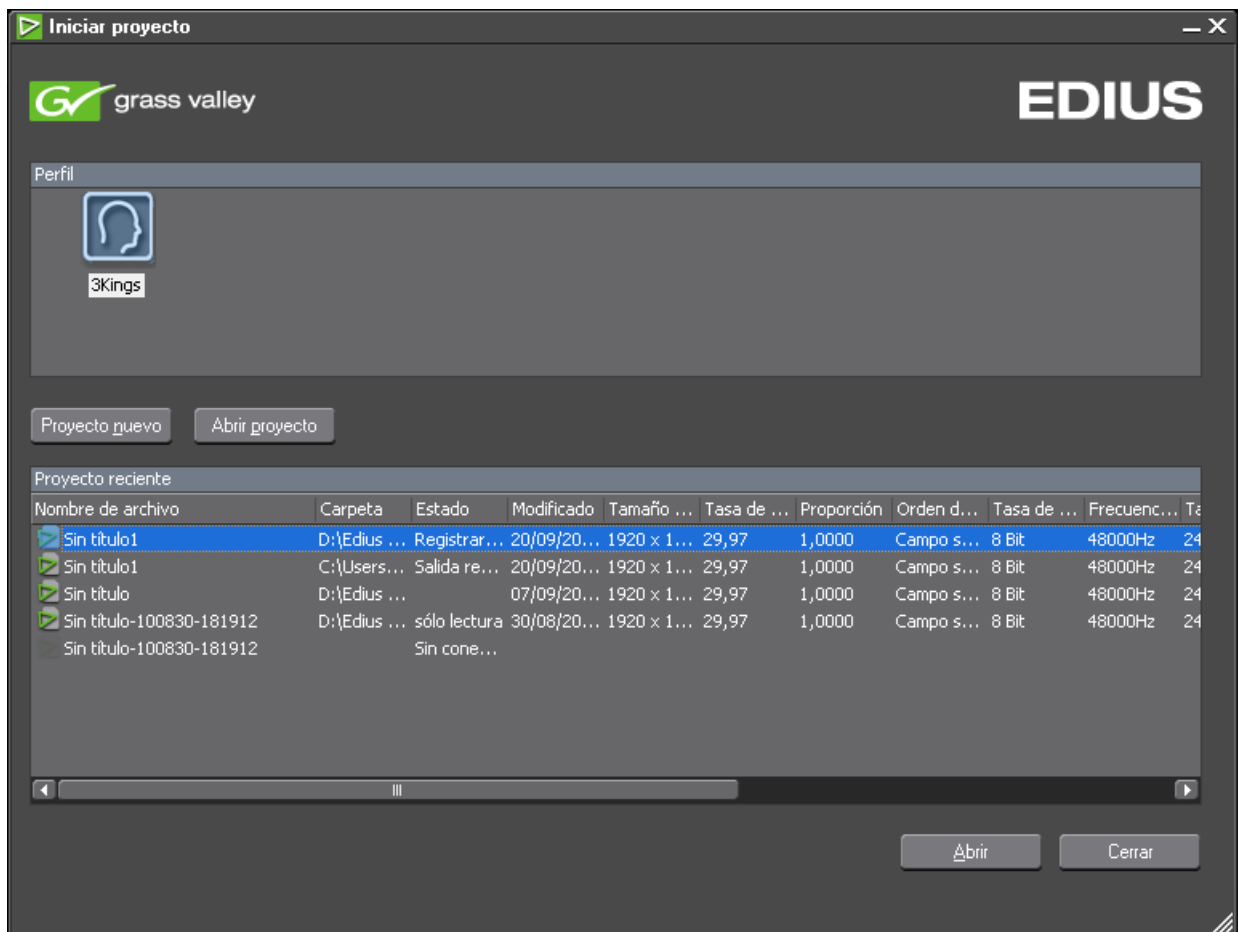 Iniciar proyecto
grass valley
EDIUS
Perfil
3Kings
Proyecto nuevo Abrir proyecto
Proyecto reciente
Nombre de archivo Carpeta Estado Modificado Tamaño ... Tasa de ... Proporción Orden d... Tasa de ... Frecuenc... Ta
Sin título1 D:\Edius ... Registrar... 20/09/20... 1920 x 1... 29,97 1,0000 Campo s... 8 Bit 48000Hz 24
Sin título1 C:\Users... Salida re... 20/09/20... 1920 x 1... 29,97 1,0000 Campo s... 8 Bit 48000Hz 24
Sin título D:\Edius ... 07/09/20... 1920 x 1... 29,97 1,0000 Campo s... 8 Bit 48000Hz 24
Sin título-100830-181912 D:\Edius ... sólo lectura 30/08/20... 1920 x 1... 29,97 1,0000 Campo s... 8 Bit 48000Hz 24
Sin título-100830-181912 Sin cone...
Abrir Cerrar